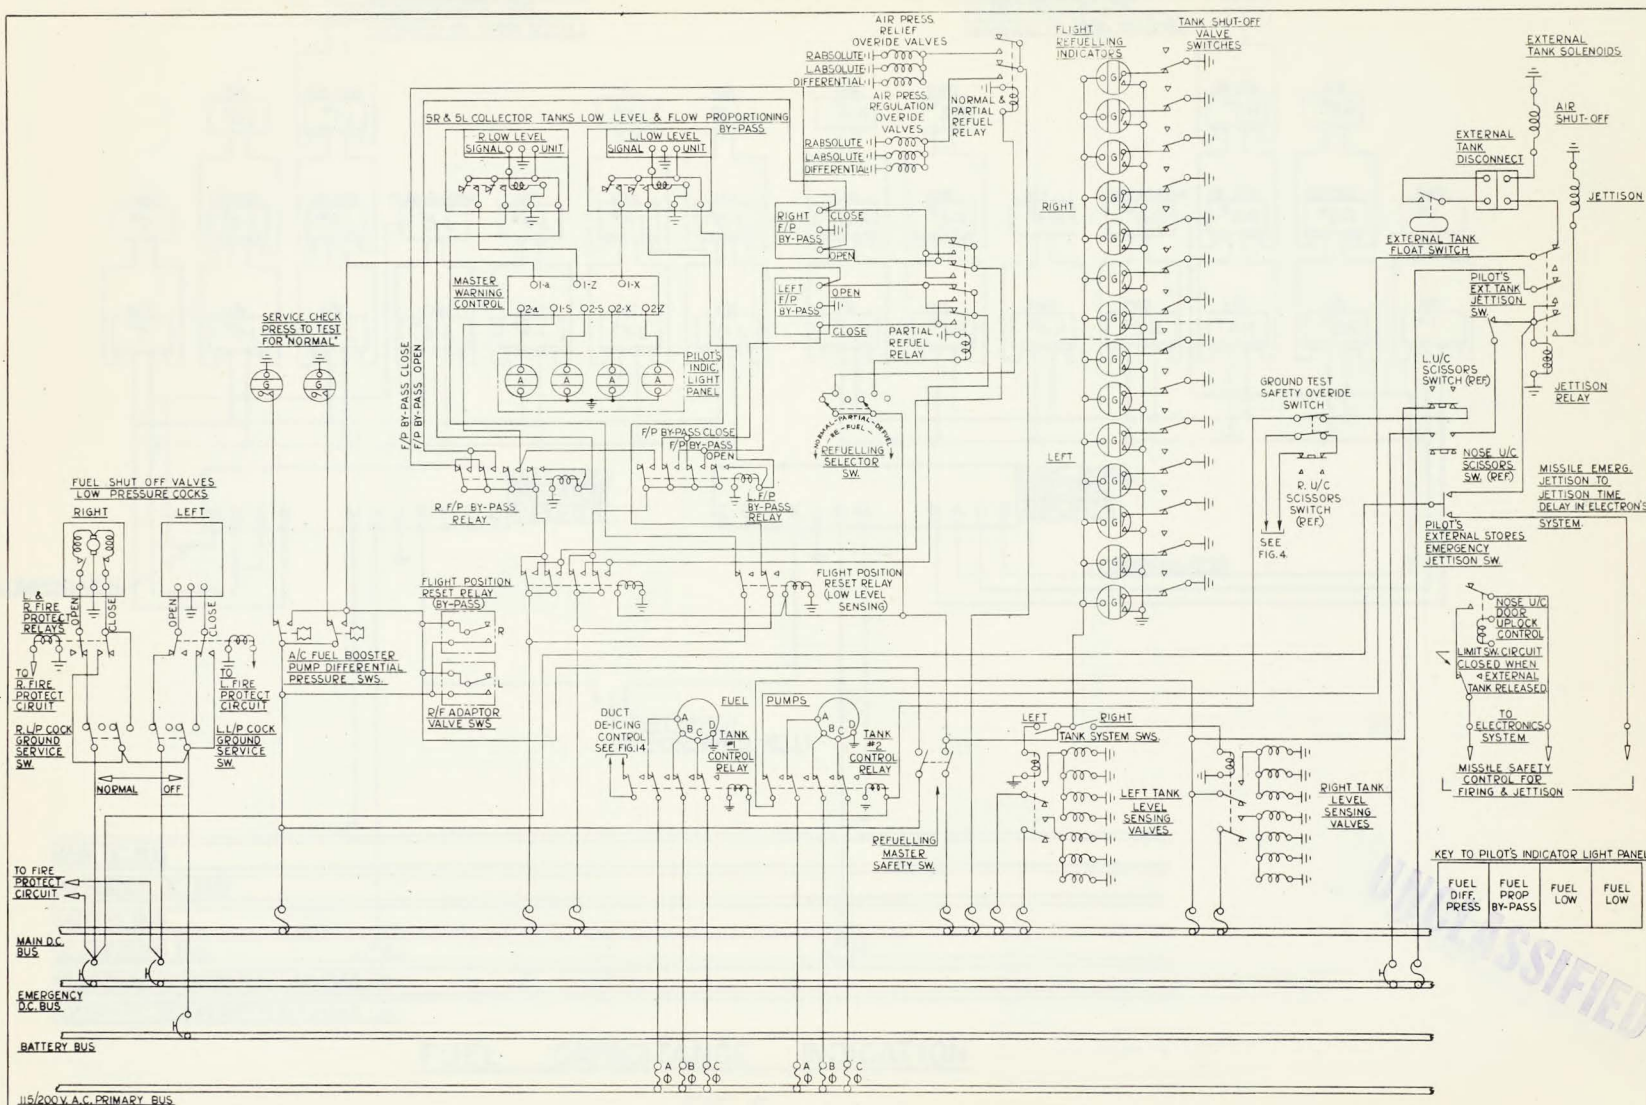 AIR PRESS.
RELIEF
OVERIDE VALVES
R.ABSOLUTE
L.ABSOLUTE
DIFFERENTIAL
AIR PRESS.
REGULATION
OVERIDE
VALVES
R.ABSOLUTE
L.ABSOLUTE
DIFFERENTIAL
NORMAL &
PARTIAL
REFUEL
RELAY
FLIGHT
REFUELLING
INDICATORS
TANK SHUT-OFF
VALVE
SWITCHES
EXTERNAL
TANK SOLENOIDS
AIR
SHUT-OFF
EXTERNAL
TANK
DISCONNECT
JETTISON
EXTERNAL TANK
FLOAT SWITCH
5R & 5L COLLECTOR TANKS LOW LEVEL & FLOW PROPORTIONING
BY-PASS
R.LOW LEVEL
SIGNAL UNIT
L.LOW LEVEL
SIGNAL UNIT
RIGHT
F/P
BY-PASS
CLOSE
OPEN
LEFT
F/P
BY-PASS
OPEN
CLOSE
PARTIAL
REFUEL
RELAY
MASTER
WARNING
CONTROL
1-a 1-Z 1-X
2-a 1-S 2-S 2-X 2-Z
PILOT'S
INDIC.
LIGHT
PANEL
A A A A
SERVICE CHECK
PRESS TO TEST
FOR "NORMAL"
G G
F/P BY-PASS CLOSE
F/P BY-PASS OPEN
F/P BY-PASS CLOSE
F/P BY-PASS
OPEN
NORMAL-PARTIAL-DEFUEL
- RE-FUEL -
REFUELLING
SELECTOR
SW.
RIGHT
LEFT
G
G
G
G
G
G
G
G
G
G
G
G
G
G
PILOT'S
EXT. TANK
JETTISON
SW.
L.U/C
SCISSORS
SWITCH (REF.)
JETTISON
RELAY
GROUND TEST
SAFETY OVERIDE
SWITCH
NOSE U/C
SCISSORS
SW. (REF.)
R. U/C
SCISSORS
SWITCH
(REF.)
SEE
FIG. 4.
MISSILE EMERG.
JETTISON TO
JETTISON TIME
DELAY IN ELECTRON'S
SYSTEM.
PILOT'S
EXTERNAL STORES
EMERGENCY
JETTISON SW.
FUEL SHUT OFF VALVES
LOW PRESSURE COCKS
RIGHT LEFT
OPEN
CLOSE
OPEN
CLOSE
L. &
R. FIRE
PROTECT
RELAYS
R. F/P BY-PASS
RELAY
L. F/P
BY-PASS
RELAY
FLIGHT POSITION
RESET RELAY
(BY-PASS)
FLIGHT POSITION
RESET RELAY
(LOW LEVEL
SENSING)
R
L
R/F ADAPTOR
VALVE SWS
A/C FUEL BOOSTER
PUMP DIFFERENTIAL
PRESSURE SWS.
TO
R. FIRE
PROTECT
CIRUIT
TO
L. FIRE
PROTECT
CIRCUIT
R. L/P COCK
GROUND
SERVICE
SW.
L.L/P COCK
GROUND
SERVICE
SW.
NORMAL OFF
DUCT
DE-ICING
CONTROL
SEE FIG.14
FUEL PUMPS
A B C D
A B C D
TANK
#1
CONTROL
RELAY
TANK
#2
CONTROL
RELAY
REFUELLING
MASTER
SAFETY SW.
LEFT RIGHT
TANK SYSTEM SWS.
LEFT TANK
LEVEL
SENSING
VALVES
RIGHT TANK
LEVEL
SENSING
VALVES
NOSE U/C
DOOR
UPLOCK
CONTROL
LIMIT SW. CIRCUIT
CLOSED WHEN
EXTERNAL
TANK RELEASED
TO
ELECTRONICS
SYSTEM
MISSILE SAFETY
CONTROL FOR
FIRING & JETTISON
KEY TO PILOT'S INDICATOR LIGHT PANEL
FUEL
DIFF.
PRESS
FUEL
PROP
BY-PASS
FUEL
LOW
FUEL
LOW
TO FIRE
PROTECT
CIRCUIT
MAIN D.C.
BUS
EMERGENCY
D.C. BUS
BATTERY BUS
A Φ B Φ C Φ
A Φ B Φ C Φ
115/200 V. A.C. PRIMARY BUS
UNCLASSIFIED